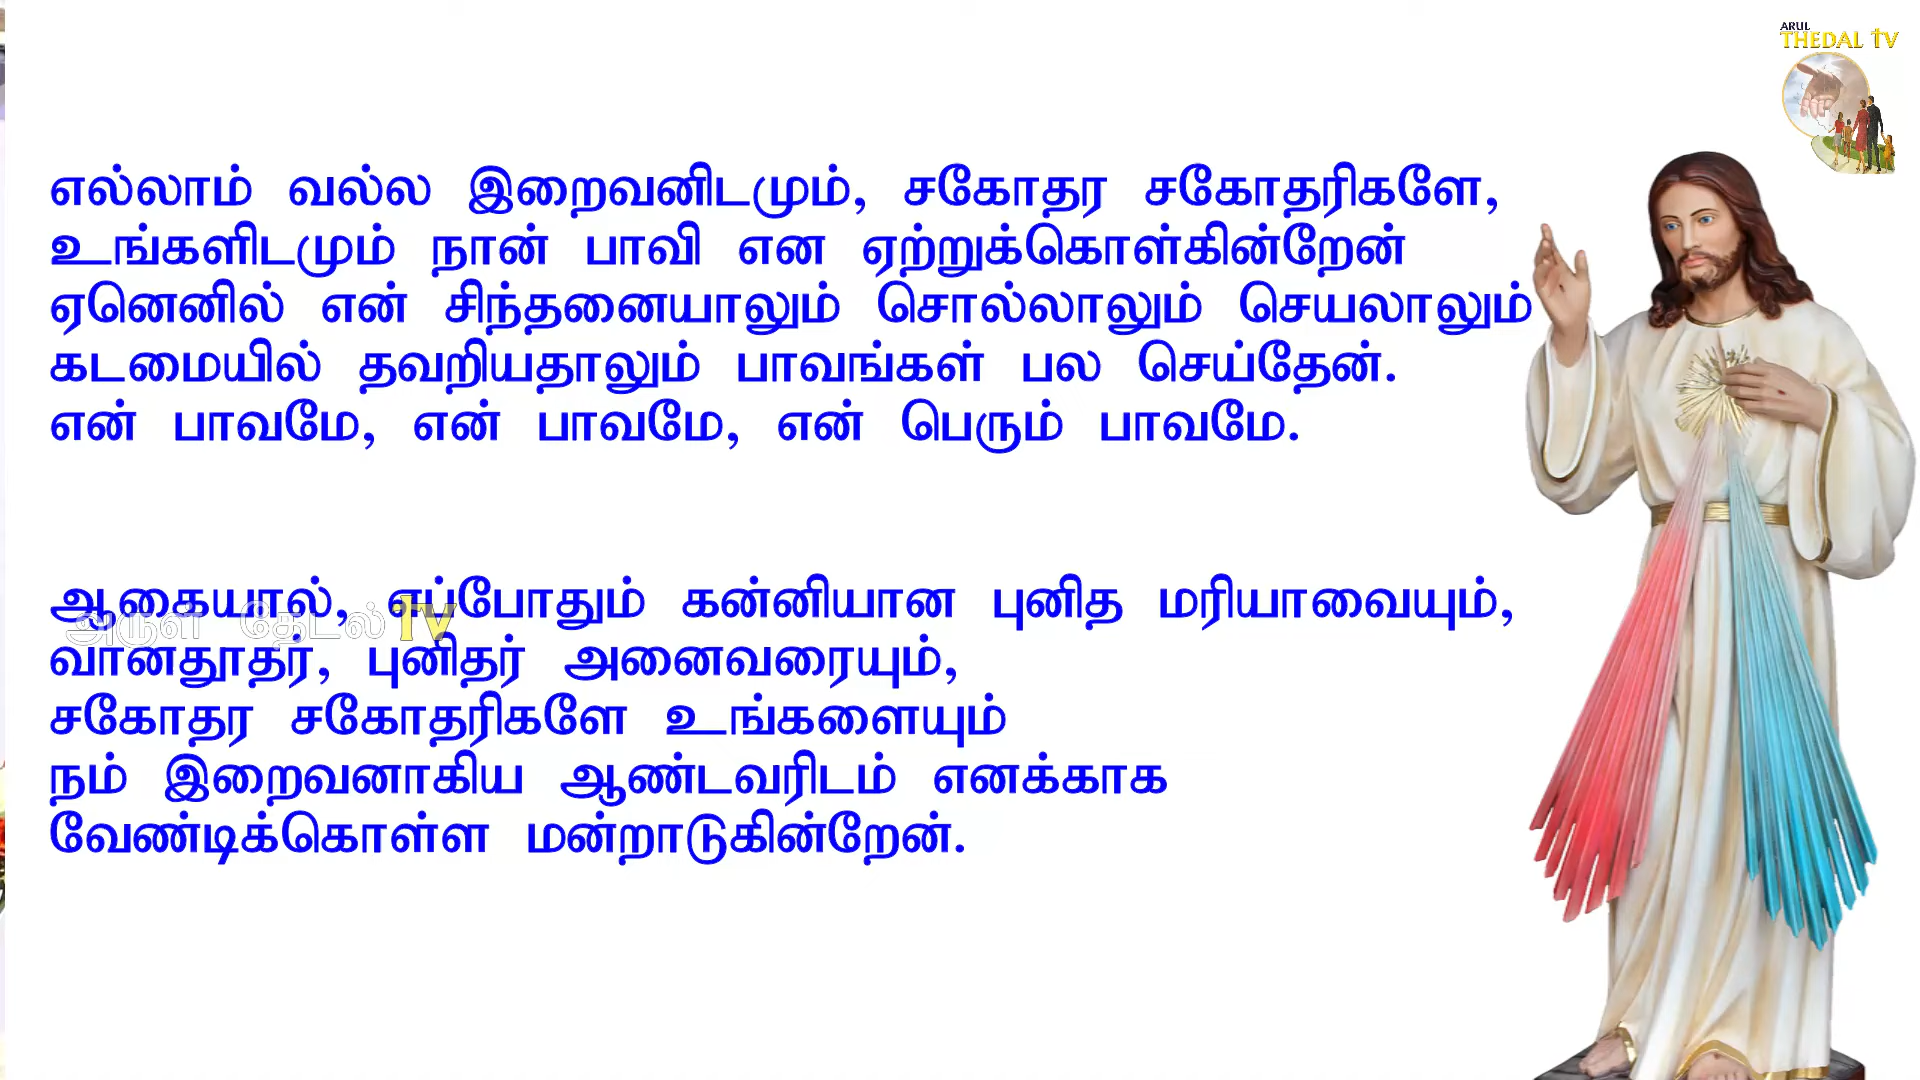 ARUL
THEDAL TV
எல்லாம் வல்ல இறைவனிடமும், சகோதர சகோதரிகளே,
உங்களிடமும் நான் பாவி என ஏற்றுக்கொள்கின்றேன்
ஏனெனில் என் சிந்தனையாலும் சொல்லாலும் செயலாலும்
கடமையில் தவறியதாலும் பாவங்கள் பல செய்தேன்.
என் பாவமே, என் பாவமே, என் பெரும் பாவமே.
ஆகையால், எப்போதும் கன்னியான புனித மரியாவையும்,
அருள் தேடல் TV
வானதூதர், புனிதர் அனைவரையும்,
சகோதர சகோதரிகளே உங்களையும்
நம் இறைவனாகிய ஆண்டவரிடம் எனக்காக
வேண்டிக்கொள்ள மன்றாடுகின்றேன்.